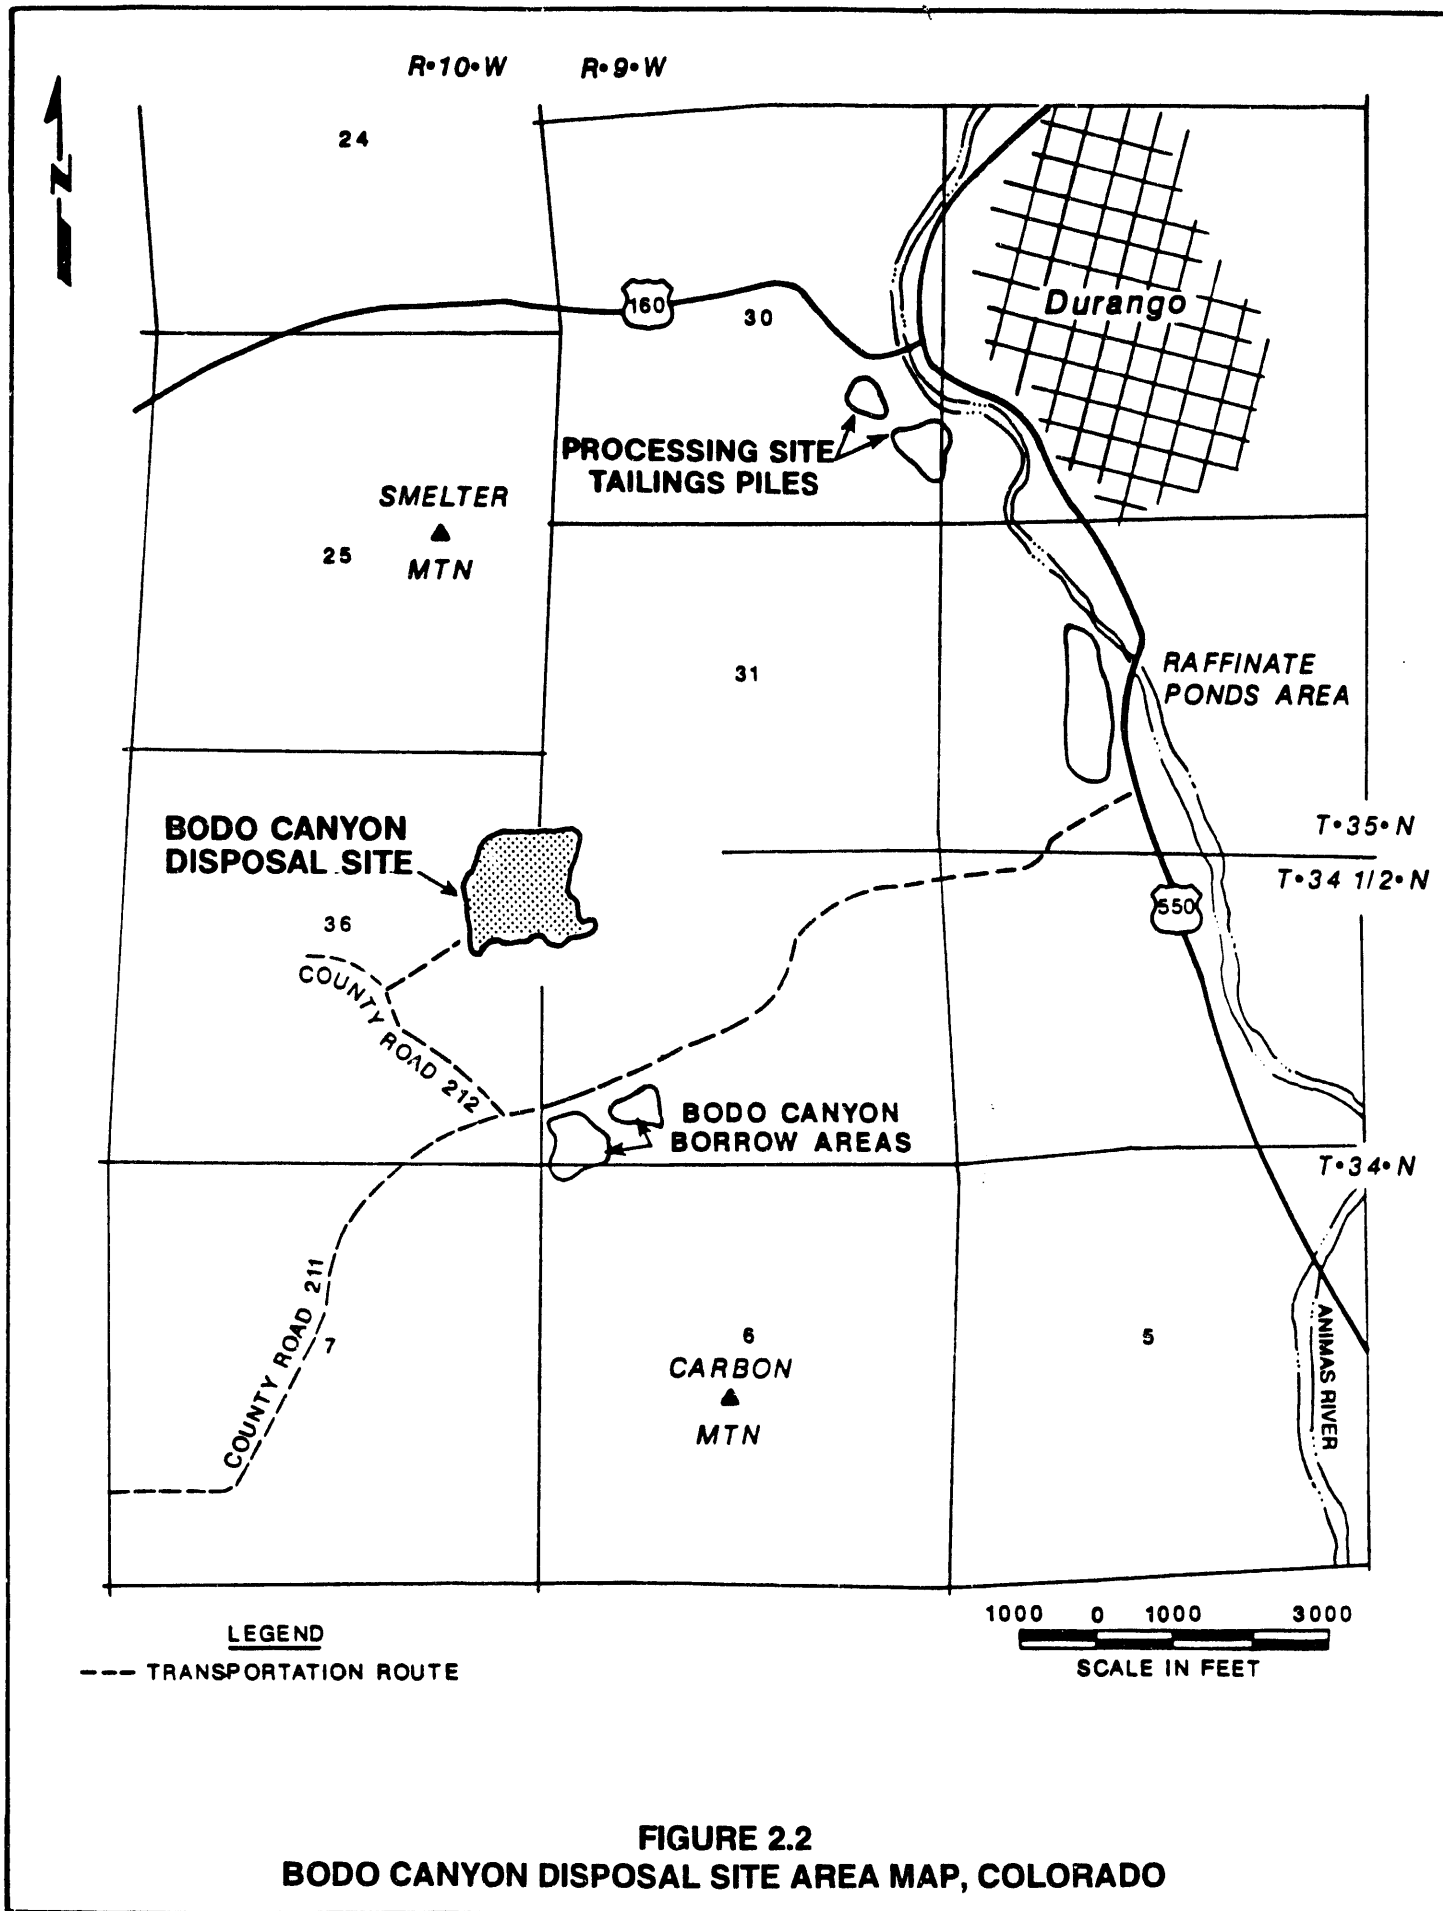 R•10•W R•9•W
24
N
160
30
Durango
PROCESSING SITE
TAILINGS PILES
SMELTER
25
MTN
31
RAFFINATE
PONDS AREA
BODO CANYON
DISPOSAL SITE
T•35•N
T•34 1/2•N
36
550
COUNTY ROAD 212
BODO CANYON
BORROW AREAS
T•34•N
COUNTY ROAD 211
7
6
5
CARBON
MTN
ANIMAS RIVER
1000 0 1000 3000
SCALE IN FEET
LEGEND
--- TRANSPORTATION ROUTE
FIGURE 2.2
BODO CANYON DISPOSAL SITE AREA MAP, COLORADO